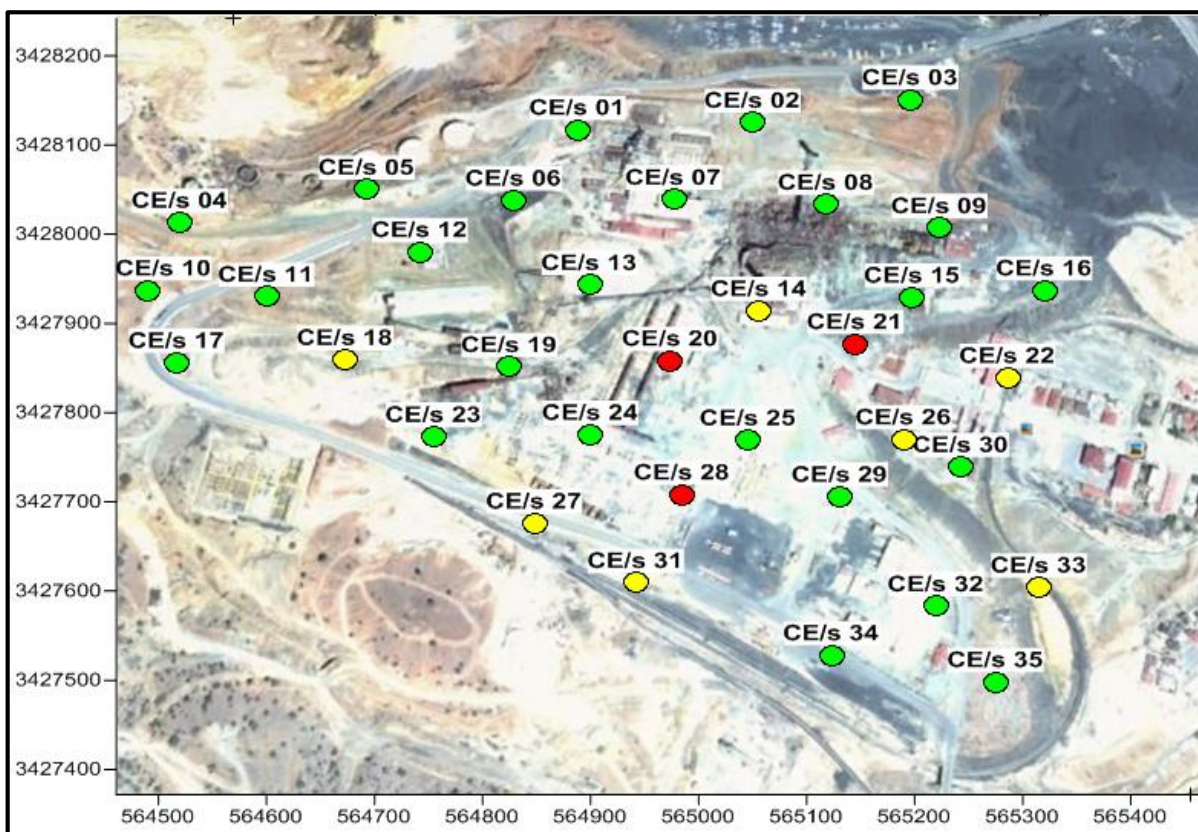 3428200
3428100
3428000
3427900
3427800
3427700
3427600
3427500
3427400
CE/s 01
CE/s 02
CE/s 03
CE/s 04
CE/s 05
CE/s 06
CE/s 07
CE/s 08
CE/s 09
CE/s 10
CE/s 11
CE/s 12
CE/s 13
CE/s 14
CE/s 15
CE/s 16
CE/s 17
CE/s 18
CE/s 19
CE/s 20
CE/s 21
CE/s 22
CE/s 23
CE/s 24
CE/s 25
CE/s 26
CE/s 27
CE/s 28
CE/s 29
CE/s 30
CE/s 31
CE/s 32
CE/s 33
CE/s 34
CE/s 35
564500 564600 564700 564800 564900 565000 565100 565200 565300 565400